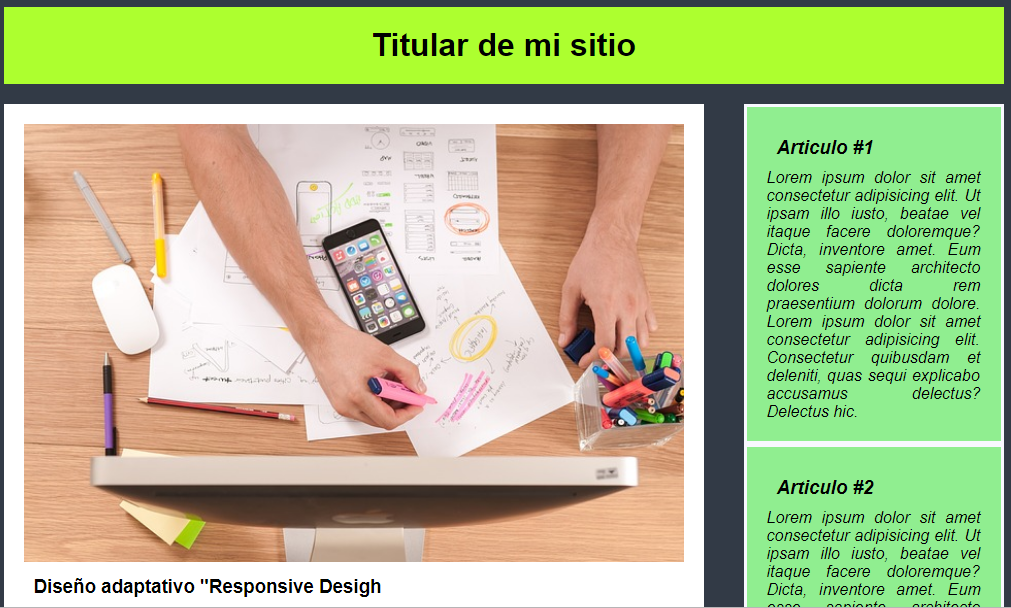 Titular de mi sitio
Diseño adaptativo "Responsive Desigh
Articulo #1
Lorem ipsum dolor sit amet
consectetur adipisicing elit. Ut
ipsam illo iusto, beatae vel
itaque facere doloremque?
Dicta, inventore amet. Eum
esse sapiente architecto
dolores dicta rem
praesentium dolorum dolore.
Lorem ipsum dolor sit amet
consectetur adipisicing elit.
Consectetur quibusdam et
deleniti, quas sequi explicabo
accusamus delectus?
Delectus hic.
Articulo #2
Lorem ipsum dolor sit amet
consectetur adipisicing elit. Ut
ipsam illo iusto, beatae vel
itaque facere doloremque?
Dicta, inventore amet. Eum
esse sapiente architecto